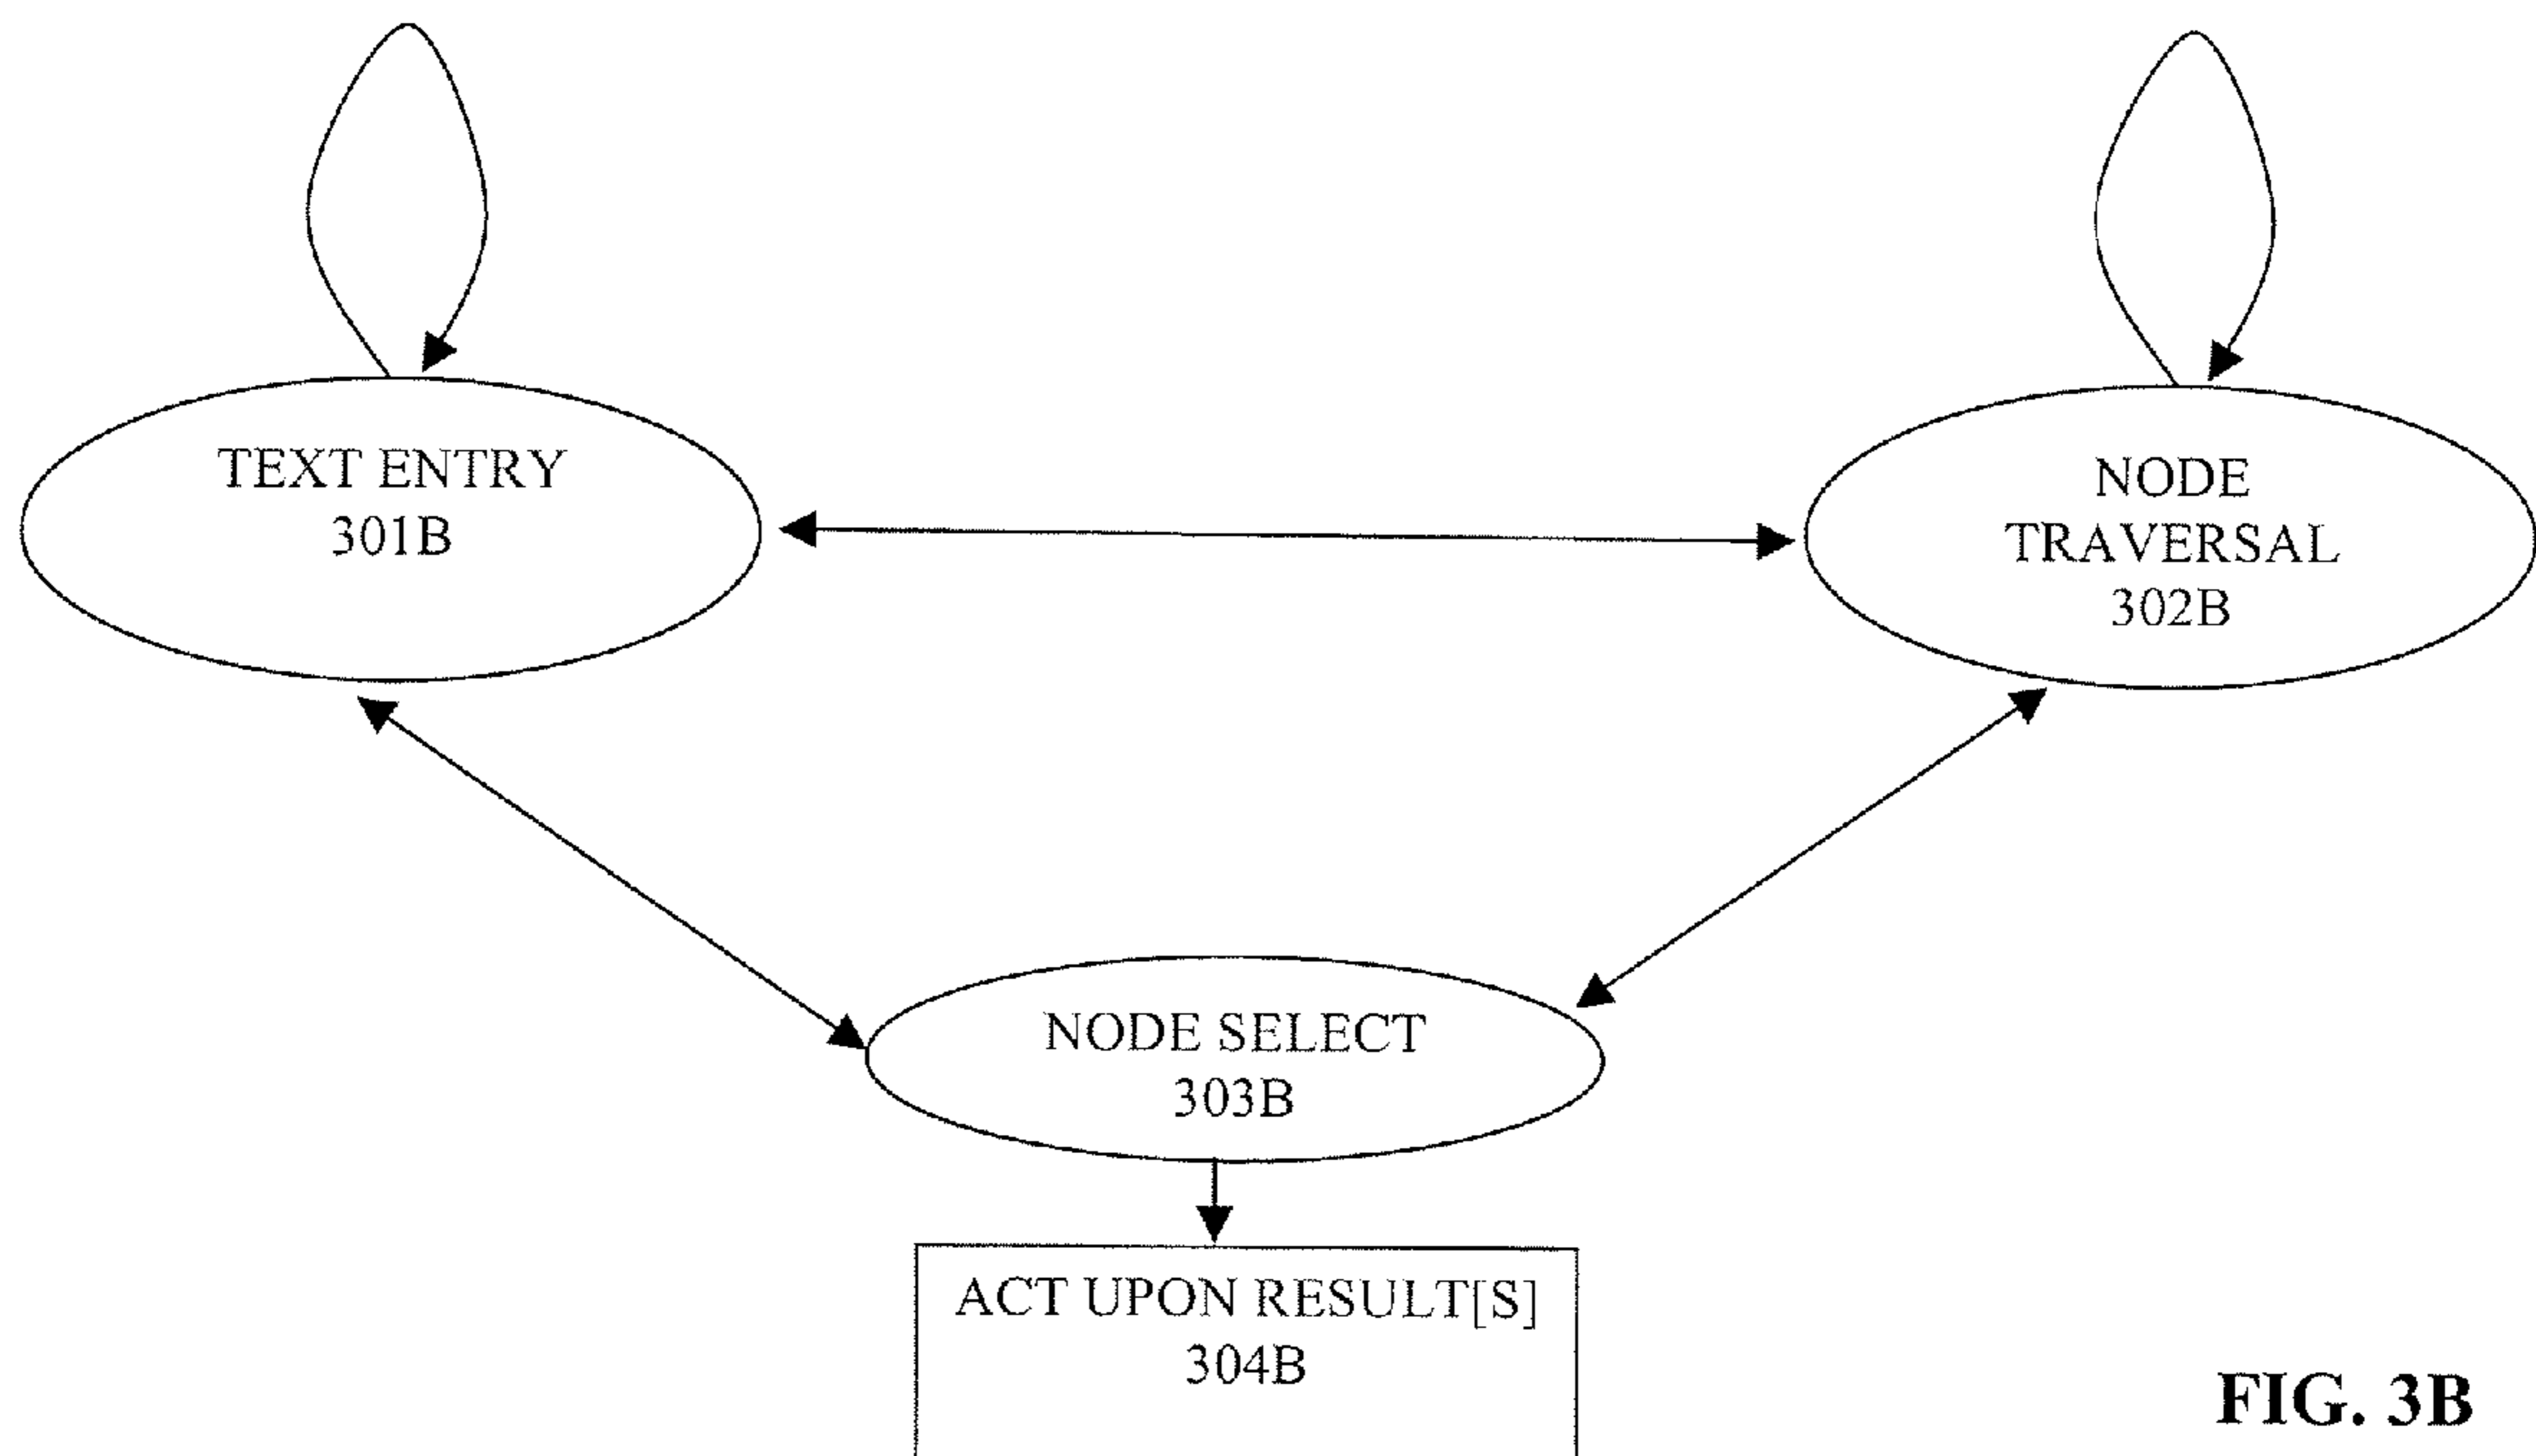 TEXT ENTRY
301B
NODE
TRAVERSAL
302B
NODE SELECT
303B
ACT UPON RESULT[S]
304B
FIG. 3B